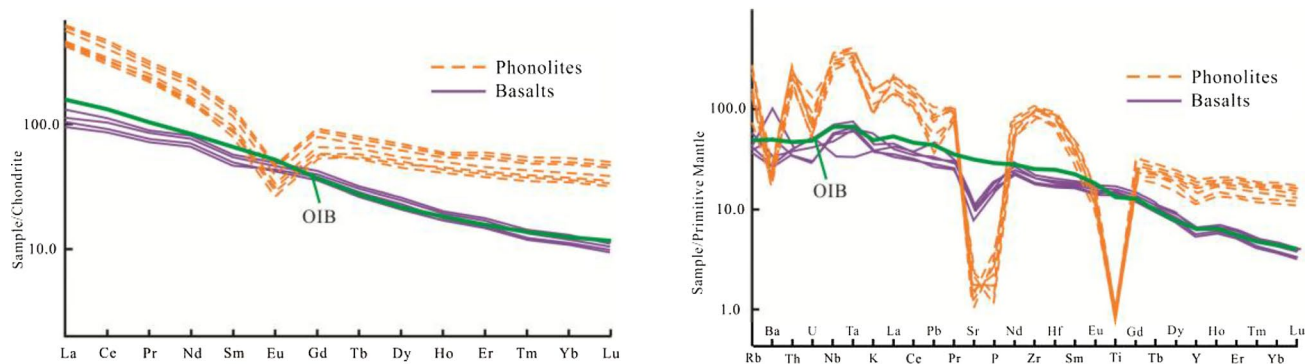 Sample/Chondrite
100.0
10.0
Phonolites
Basalts
OIB
La Ce Pr Nd Sm Eu Gd Tb Dy Ho Er Tm Yb Lu
Sample/Primitive Mantle
100.0
10.0
1.0
Phonolites
Basalts
OIB
Ba U Ta La Pb Sr Nd Hf Eu Gd Dy Ho Tm Lu
Rb Th Nb K Ce Pr P Zr Sm Ti Tb Y Er Yb